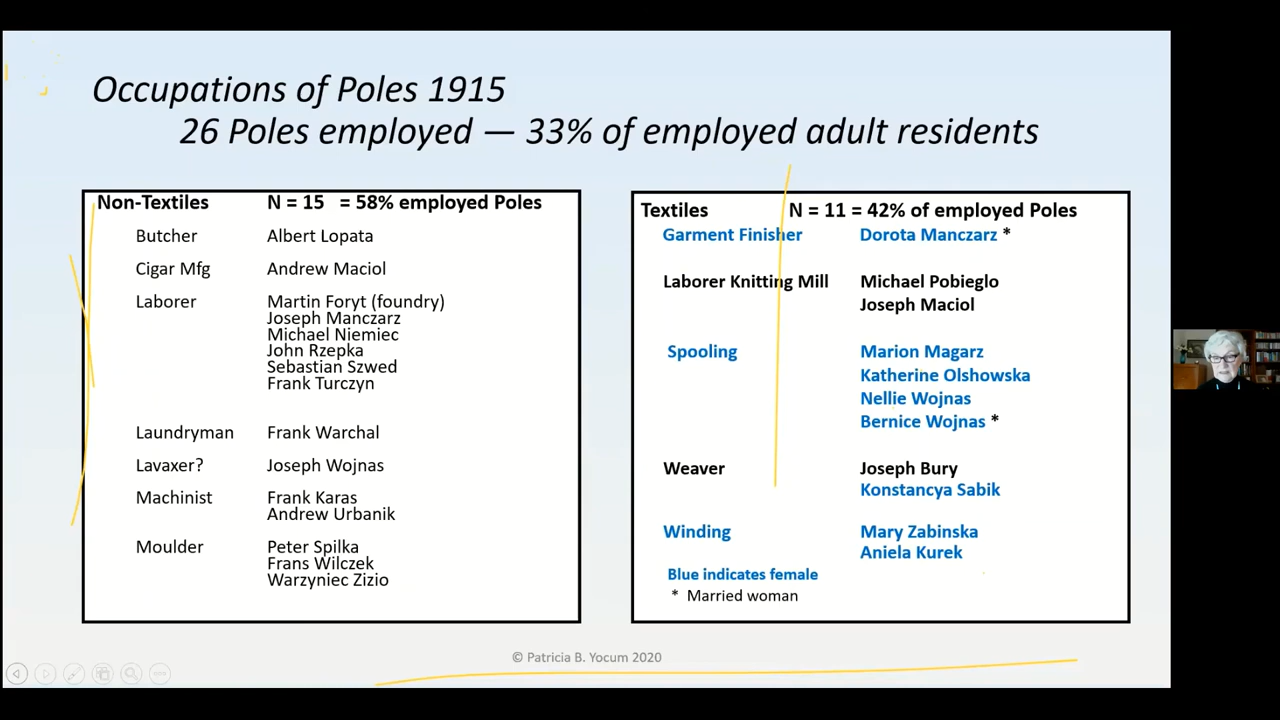 Occupations of Poles 1915
26 Poles employed — 33% of employed adult residents
Non-Textiles N = 15 = 58% employed Poles
Butcher Albert Lopata
Cigar Mfg Andrew Maciol
Laborer Martin Foryt (foundry)
Joseph Manczarz
Michael Niemiec
John Rzepka
Sebastian Szwed
Frank Turczyn
Laundryman Frank Warchal
Lavaxer? Joseph Wojnas
Machinist Frank Karas
Andrew Urbanik
Moulder Peter Spilka
Frans Wilczek
Warzyniec Zizio
Textiles N = 11 = 42% of employed Poles
Garment Finisher Dorota Manczarz *
Laborer Knitting Mill Michael Pobieglo
Joseph Maciol
Spooling Marion Magarz
Katherine Olshowska
Nellie Wojnas
Bernice Wojnas *
Weaver Joseph Bury
Konstancya Sabik
Winding Mary Zabinska
Aniela Kurek
Blue indicates female
* Married woman
© Patricia B. Yocum 2020